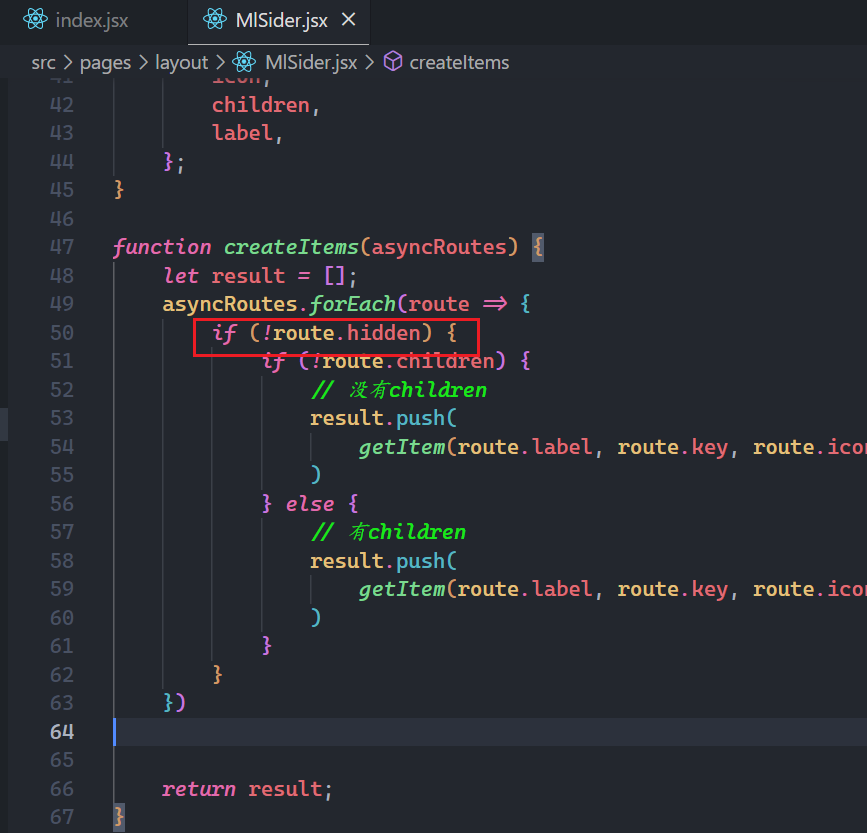 index.jsx MlSider.jsx ×
src > pages > layout > MlSider.jsx > createItems
41 icon,
42 children,
43 label,
44 };
45 }
46
47 function createItems(asyncRoutes) {
48 let result = [];
49 asyncRoutes.forEach(route => {
50 if (!route.hidden) {
51 if (!route.children) {
52 // 没有children
53 result.push(
54 getItem(route.label, route.key, route.icon
55 )
56 } else {
57 // 有children
58 result.push(
59 getItem(route.label, route.key, route.icon
60 )
61 }
62 }
63 })
64
65
66 return result;
67 }